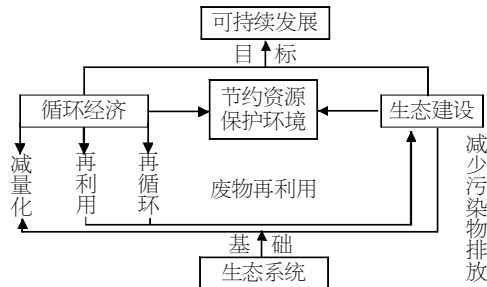 可持续发展
目标
循环经济
节约资源
保护环境
生态建设
减量化
再利用
再循环
废物再利用
减少污染物排放
基础
生态系统